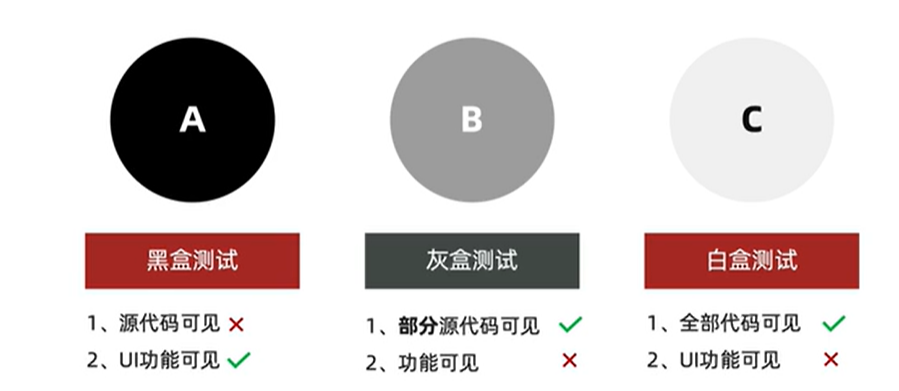 A
B
C
黑盒测试
灰盒测试
白盒测试
1、源代码可见
2、UI功能可见
1、部分源代码可见
2、功能可见
1、全部代码可见
2、UI功能可见